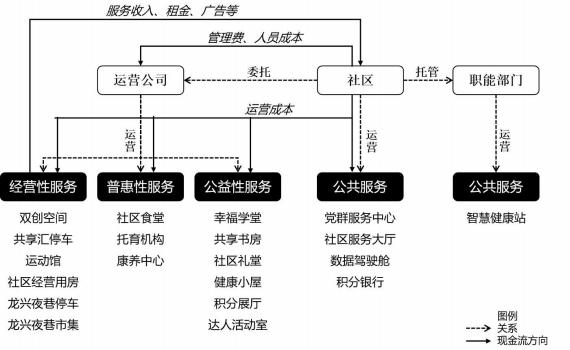 服务收入、租金、广告等
管理费、人员成本
运营公司
委托
社区
托管
职能部门
运营成本
运营
运营
运营
经营性服务
普惠性服务
公益性服务
公共服务
公共服务
双创空间
社区食堂
幸福学堂
党群服务中心
智慧健康站
共享汇停车
托育机构
共享书房
社区服务大厅
运动馆
康养中心
社区礼堂
数据驾驶舱
社区经营用房
健康小屋
积分银行
龙兴夜巷停车
积分展厅
龙兴夜巷市集
达人活动室
图例
关系
现金流方向